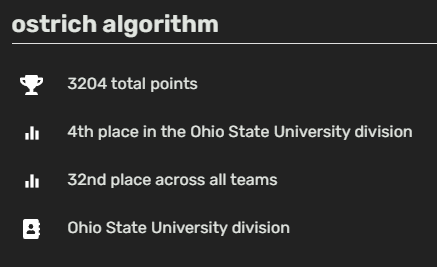 ostrich algorithm
3204 total points
4th place in the Ohio State University division
32nd place across all teams
Ohio State University division